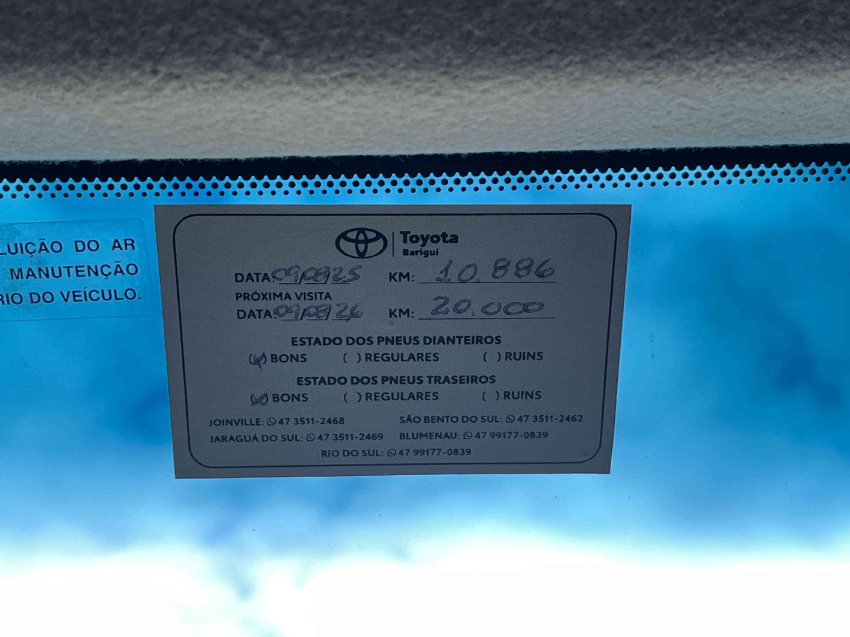 LUIÇÃO DO AR
MANUTENÇÃO
RIO DO VEÍCULO.
Toyota
Barigui
DATA: 09/08/25 KM: 10.886
PRÓXIMA VISITA
DATA: 09/08/26 KM: 20.000
ESTADO DOS PNEUS DIANTEIROS
(✓) BONS ( ) REGULARES ( ) RUINS
ESTADO DOS PNEUS TRASEIROS
(✓) BONS ( ) REGULARES ( ) RUINS
JOINVILLE: 47 3511-2468 SÃO BENTO DO SUL: 47 3511-2462
JARAGUÁ DO SUL: 47 3511-2469 BLUMENAU: 47 99177-0839
RIO DO SUL: 47 99177-0839